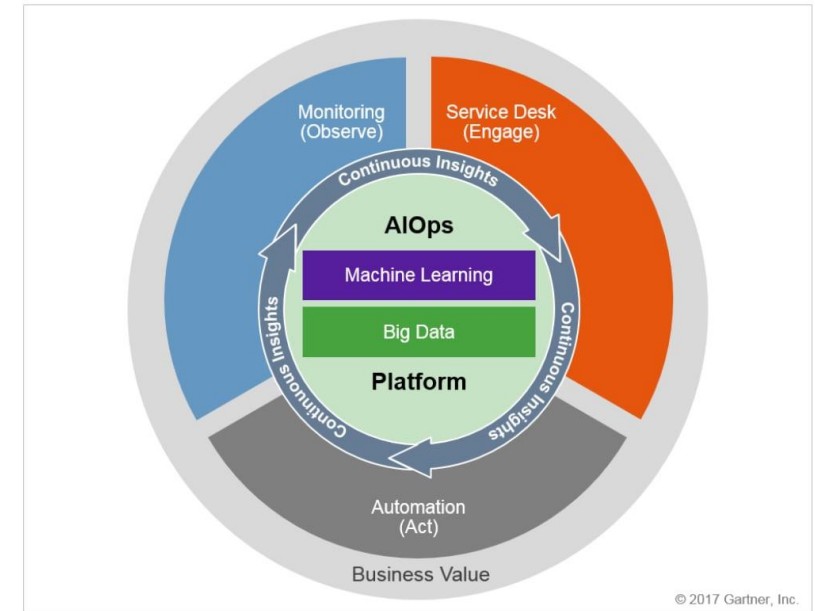 Monitoring
(Observe)
Service Desk
(Engage)
Continuous Insights
AIOps
Machine Learning
Big Data
Platform
Continuous Insights
Continuous Insights
Automation
(Act)
Business Value
© 2017 Gartner, Inc.